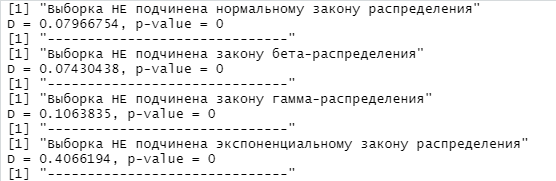 [1] "Выборка НЕ подчинена нормальному закону распределения"
D = 0.07966754, p-value = 0
[1] "------------------------------"
[1] "Выборка НЕ подчинена закону бета-распределения"
D = 0.07430438, p-value = 0
[1] "------------------------------"
[1] "Выборка НЕ подчинена закону гамма-распределения"
D = 0.1063835, p-value = 0
[1] "------------------------------"
[1] "Выборка НЕ подчинена экспоненциальному закону распределения"
D = 0.4066194, p-value = 0
[1] "------------------------------"